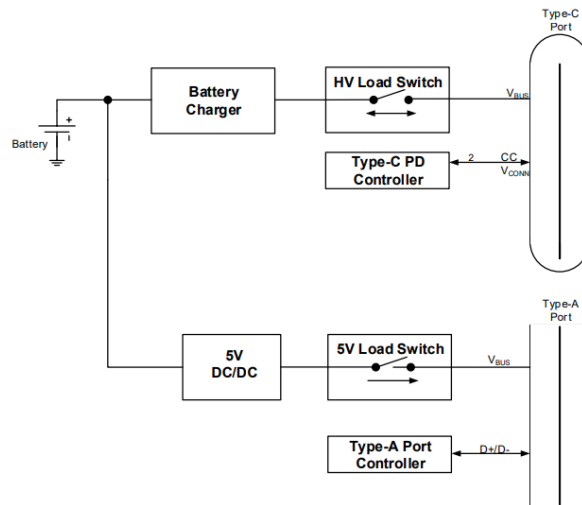 Type-C
Port
Battery
Charger
HV Load Switch
VBUS
+
Battery
Type-C PD
Controller
2
CC
VCONN
Type-A
Port
5V
DC/DC
5V Load Switch
VBUS
Type-A Port
Controller
D+/D-